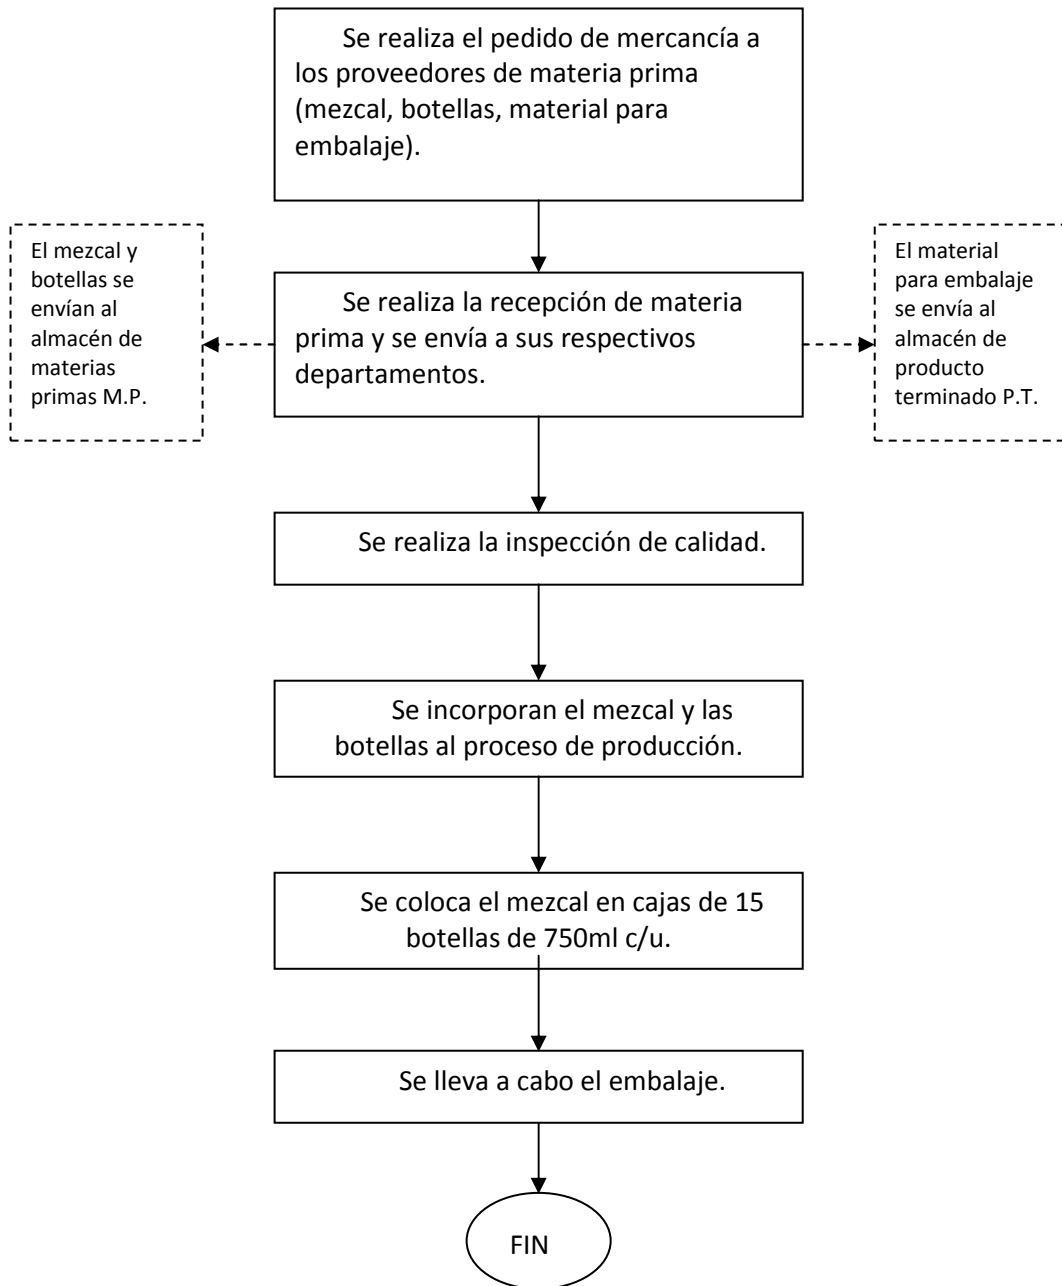 Se realiza el pedido de mercancía a
los proveedores de materia prima
(mezcal, botellas, material para
embalaje).
El mezcal y
botellas se
envían al
almacén de
materias
primas M.P.
Se realiza la recepción de materia
prima y se envía a sus respectivos
departamentos.
El material
para embalaje
se envía al
almacén de
producto
terminado P.T.
Se realiza la inspección de calidad.
Se incorporan el mezcal y las
botellas al proceso de producción.
Se coloca el mezcal en cajas de 15
botellas de 750ml c/u.
Se lleva a cabo el embalaje.
FIN